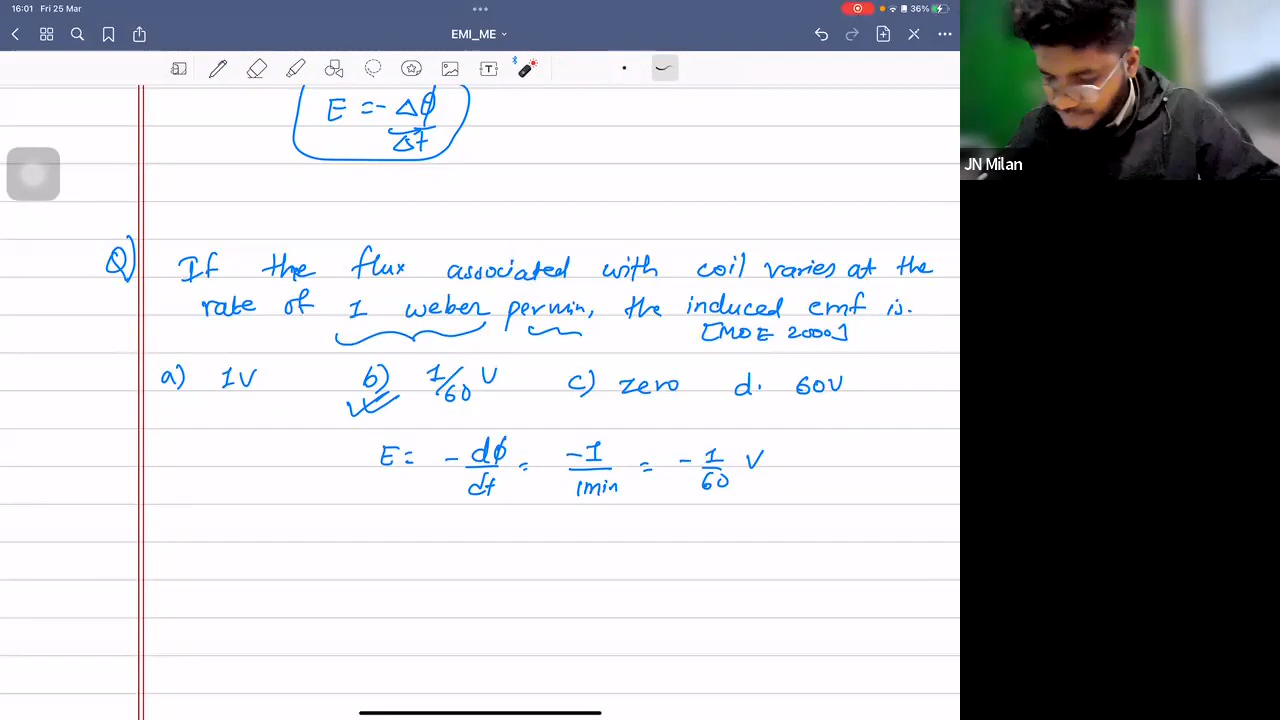 16:01 Fri 25 Mar
36%
EMI_ME
E = - Δϕ
Δt
JN Milan
Q) If the flux associated with coil varies at the
rate of 1 weber per min, the induced emf is.
[MOE 2000]
a) 1V b) 1/60 V c) zero d. 60V
E = - dϕ/dt = -1/1min = - 1/60 V